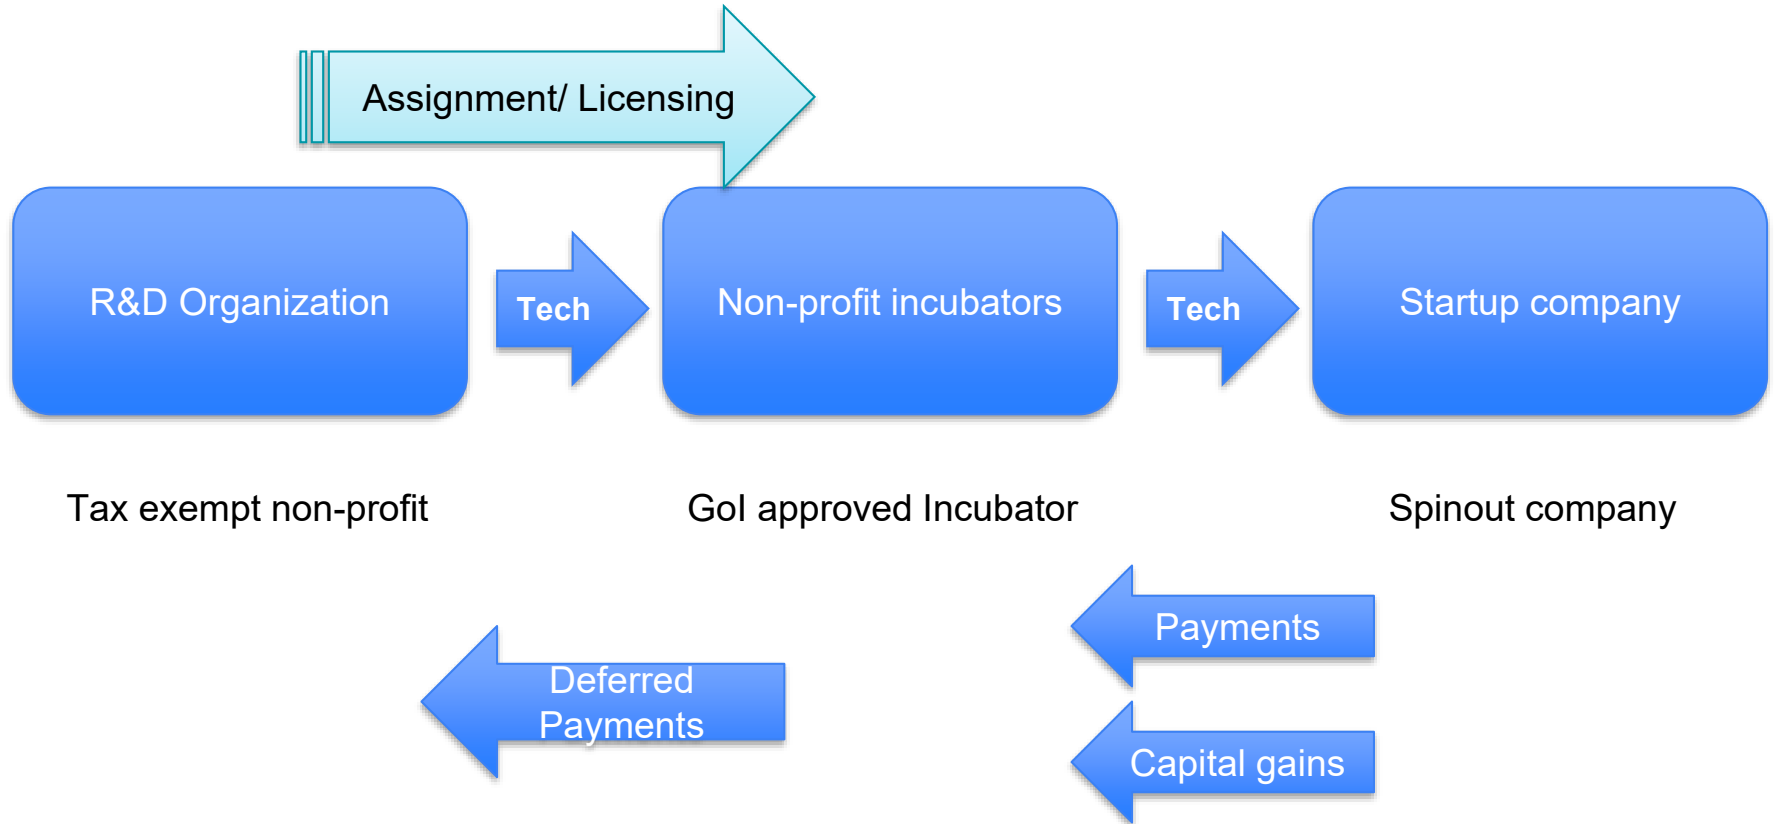 Assignment/ Licensing
R&D Organization
Tech
Non-profit incubators
Tech
Startup company
Tax exempt non-profit
GoI approved Incubator
Spinout company
Payments
Deferred
Payments
Capital gains